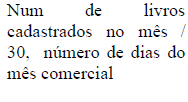 Num de livros
cadastrados no mês /
30, número de dias do
mês comercial